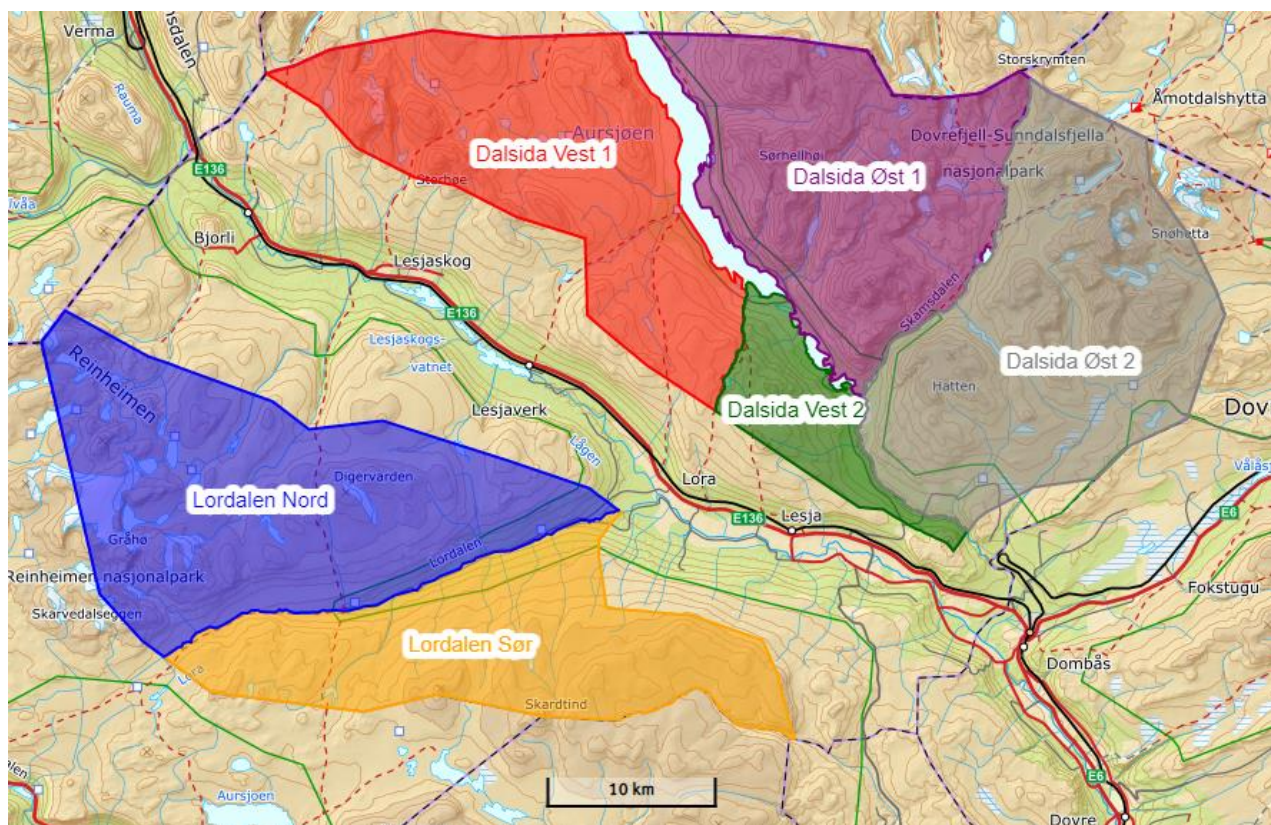 Verma
Storskrymten
Åmotdalshytta
Rauma
Aursjøen
Dovrefjell-Sunndalsfjella
Dalsida Vest 1
Sørhellhøi
Dalsida Øst 1
nasjonalpark
E136
Storhøe
Snøhetta
Bjorli
Lesjaskog
E136
Skamsdalen
Lesjaskogs-
vatnet
Reinheimen
Dalsida Øst 2
Hatten
Lesjaverk
Dalsida Vest 2
Lågen
Digervarden
Lora
Lordalen Nord
E136
Lesja
E6
Gråhø
Lordalen
Reinheimen nasjonalpark
Fokstugu
Skarvedalseggen
Lordalen Sør
Lora
Dombås
Skardtind
E6
10 km
Aursjoen
Dovre